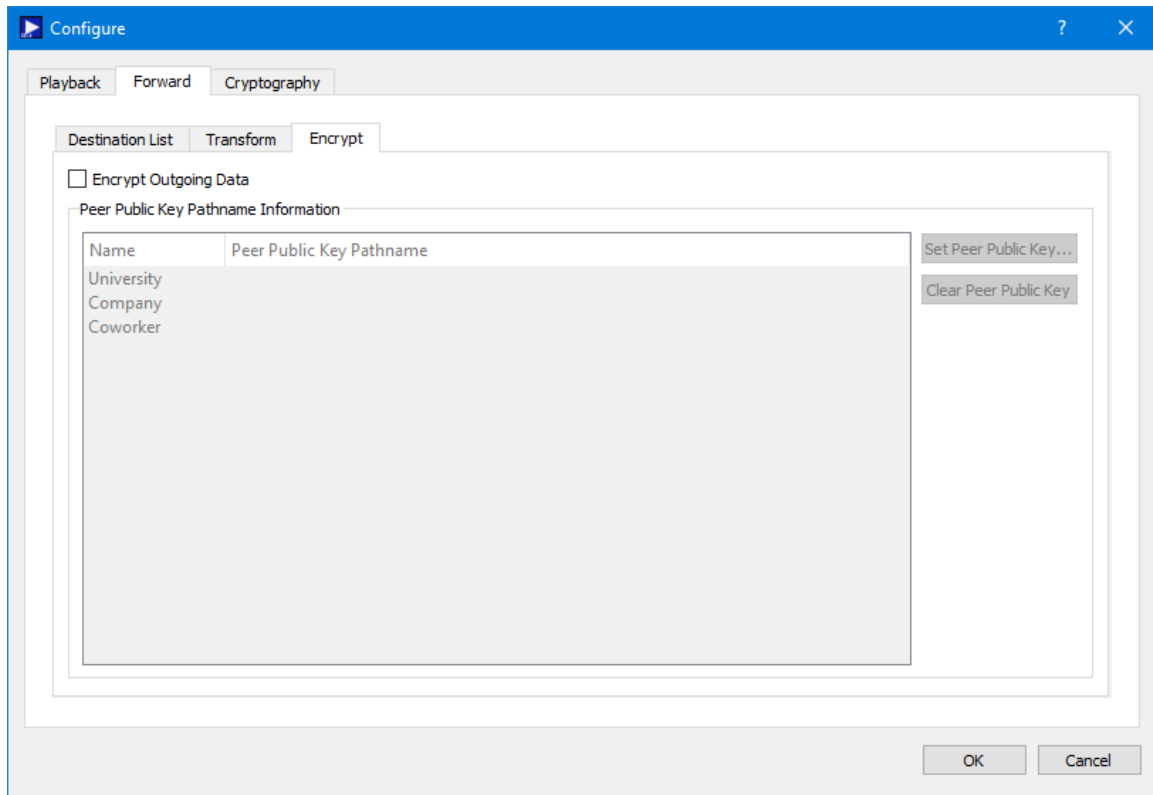 Configure ?
Playback Forward Cryptography
Destination List Transform Encrypt
Encrypt Outgoing Data
Peer Public Key Pathname Information
Name Peer Public Key Pathname Set Peer Public Key...
University
Clear Peer Public Key
Company
Coworker
OK Cancel